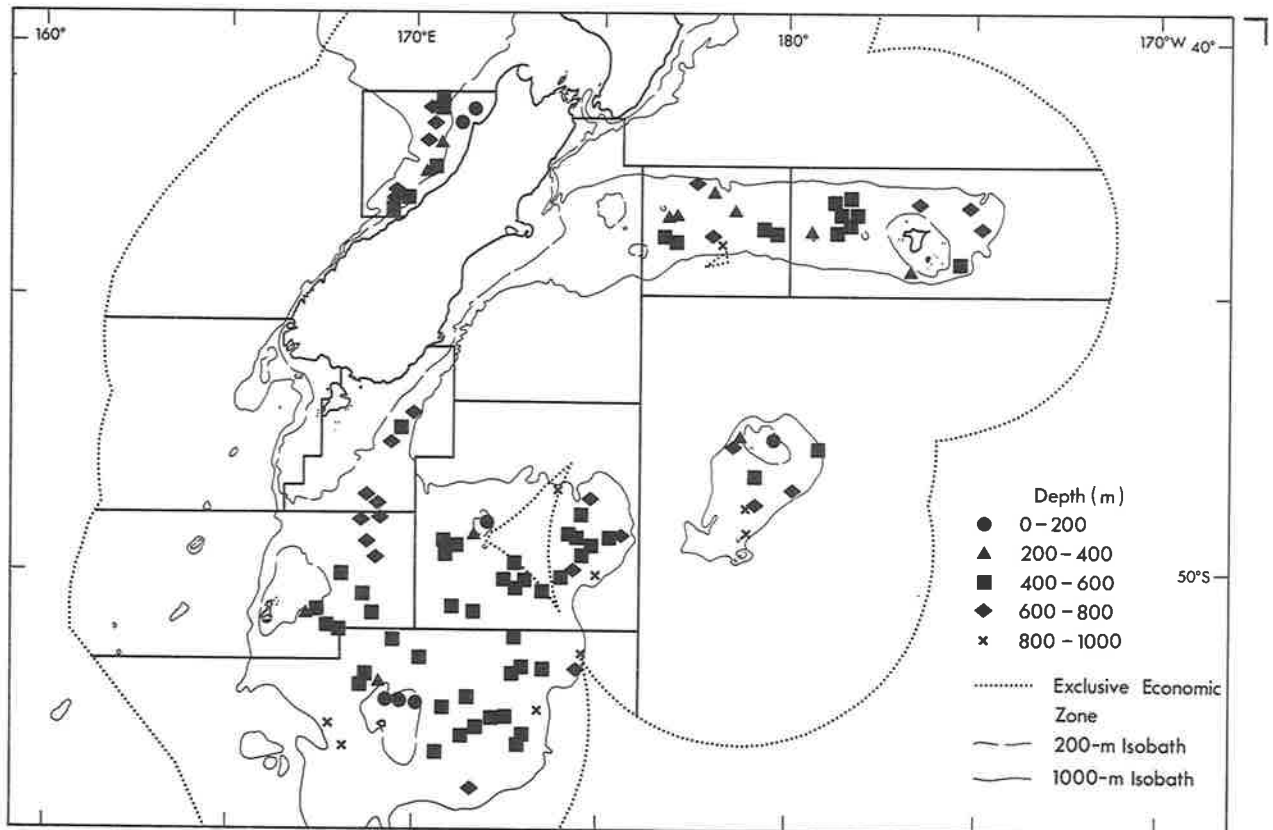 160°
170°E
180°
170°W
40°
50°S
Depth (m)
0–200
200–400
400–600
600–800
800–1000
Exclusive Economic
Zone
200-m Isobath
1000-m Isobath